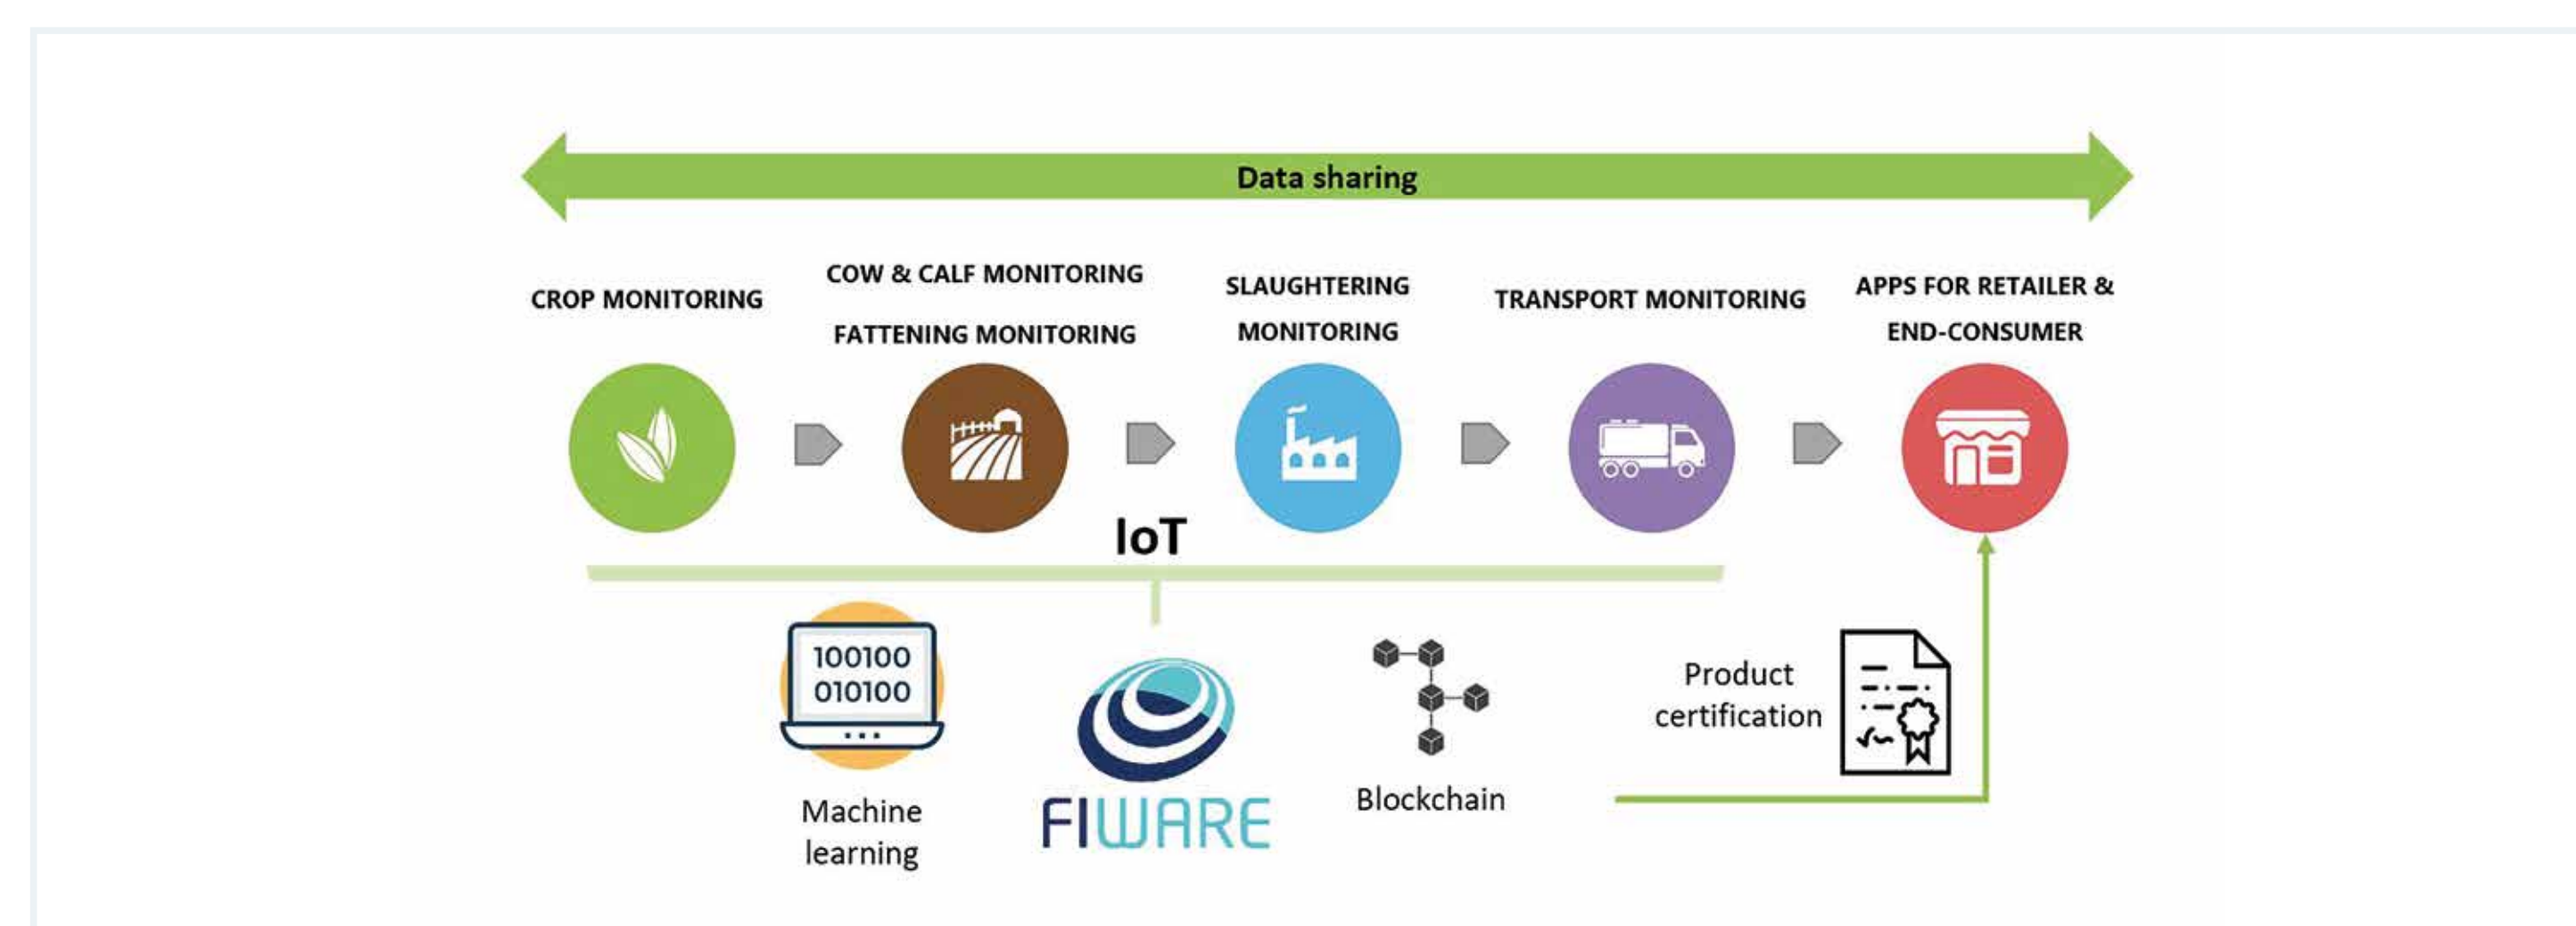 Data sharing
CROP MONITORING
COW & CALF MONITORING
FATTENING MONITORING
SLAUGHTERING
MONITORING
TRANSPORT MONITORING
APPS FOR RETAILER &
END-CONSUMER
IoT
100100
010100
Machine
learning
FIWARE
Blockchain
Product
certification